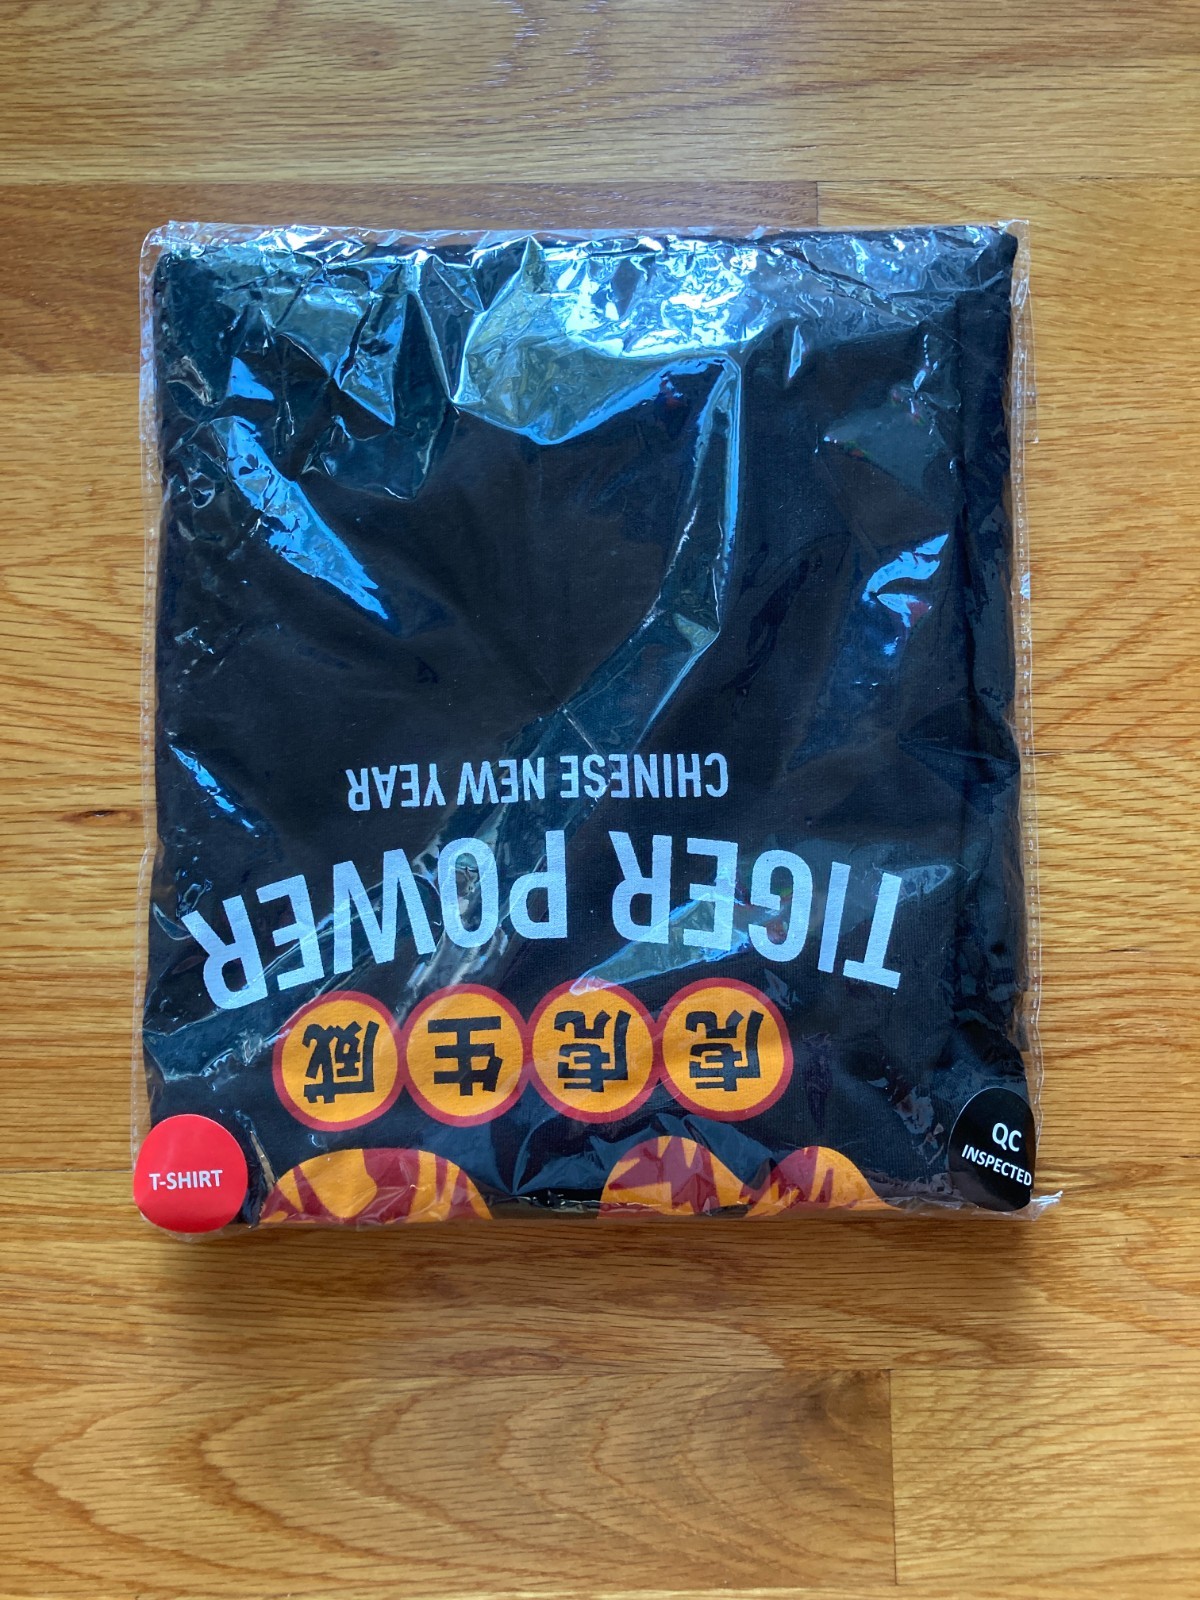 虎虎生威
TIGER POWER
CHINESE NEW YEAR
T-SHIRT
QC
INSPECTED